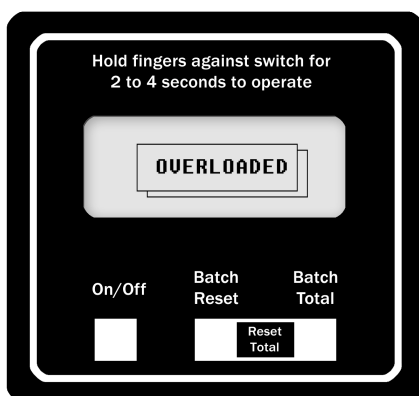 Hold fingers against switch for
2 to 4 seconds to operate
OVERLOADED
On/Off
Batch
Reset
Batch
Total
Reset
Total